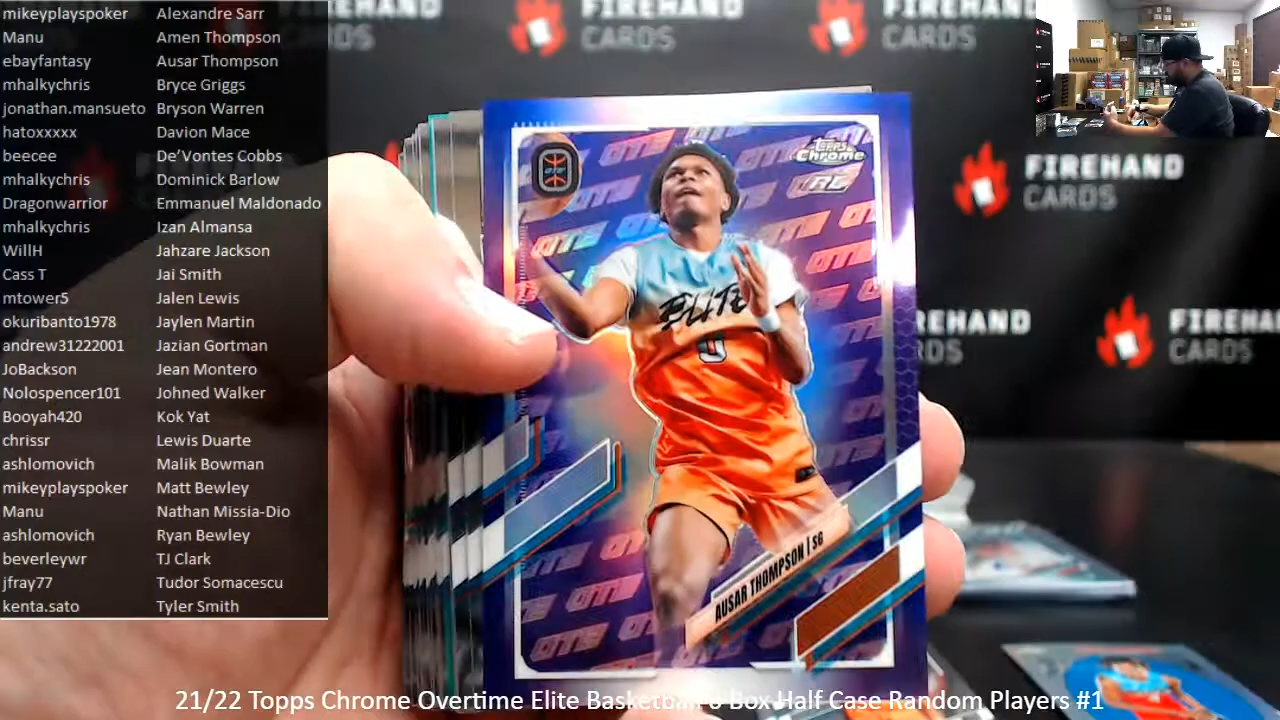 mikeyplayspoker Alexandre Sarr
Manu Amen Thompson
ebayfantasy Ausar Thompson
mhalkychris Bryce Griggs
jonathan.mansueto Bryson Warren
hatoxxxxx Davion Mace
beecee De’Vontes Cobbs
mhalkychris Dominick Barlow
Dragonwarrior Emmanuel Maldonado
mhalkychris Izan Almansa
WillH Jahzare Jackson
Cass T Jai Smith
mtower5 Jalen Lewis
okuribanto1978 Jaylen Martin
andrew31222001 Jazian Gortman
JoBackson Jean Montero
Nolospencer101 Johned Walker
Booyah420 Kok Yat
chrissr Lewis Duarte
ashlomovich Malik Bowman
mikeyplayspoker Matt Bewley
Manu Nathan Missia-Dio
ashlomovich Ryan Bewley
beverleywr TJ Clark
jfray77 Tudor Somacescu
kenta.sato Tyler Smith
FIREHAND
CARDS
FIREHAND
CARDS
FIREHAND
CARDS
FIREHAND
CARDS
Topps
Chrome
OTE
ELITE
0
AUSAR THOMPSON | SG
21/22 Topps Chrome Overtime Elite Basketball Box Half Case Random Players #1